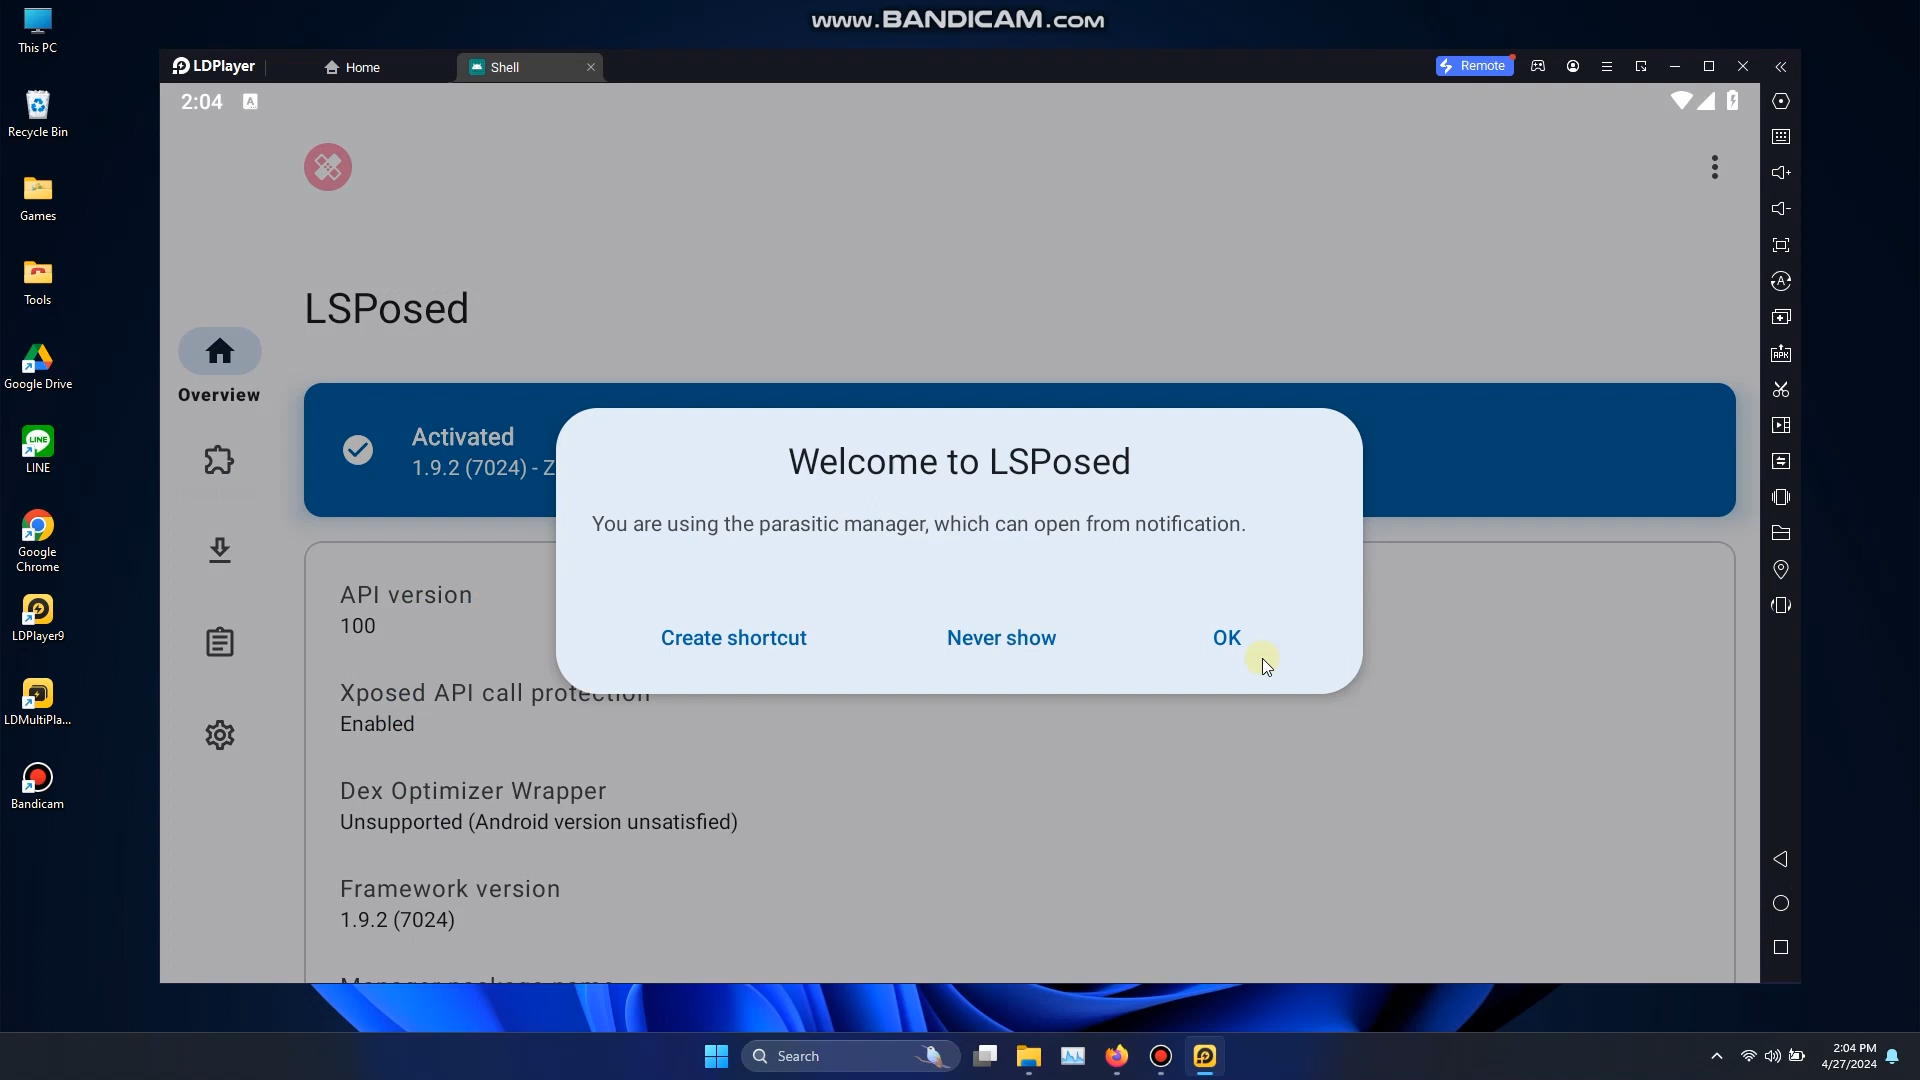 www.BANDICAM.com
This PC
Recycle Bin
Games
Tools
Google Drive
LINE
Google
Chrome
LDPlayer9
LDMultiPla...
Bandicam
LDPlayer
Home
Shell
Remote
2:04
A
LSPosed
Overview
Activated
1.9.2 (7024) - Z
Welcome to LSPosed
You are using the parasitic manager, which can open from notification.
Create shortcut
Never show
OK
API version
100
Xposed API call protection
Enabled
Dex Optimizer Wrapper
Unsupported (Android version unsatisfied)
Framework version
1.9.2 (7024)
Manager package name
Search
2:04 PM
4/27/2024